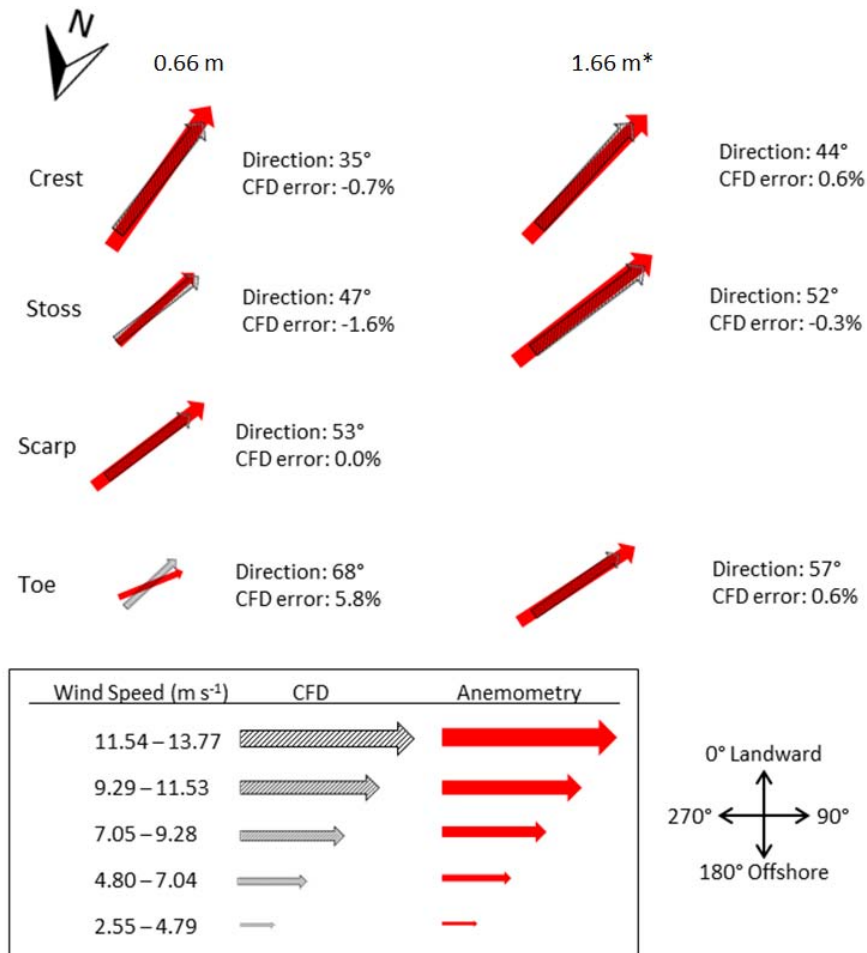 N
0.66 m 1.66 m*
Crest
Direction: 35°
CFD error: -0.7%
Direction: 44°
CFD error: 0.6%
Stoss
Direction: 47°
CFD error: -1.6%
Direction: 52°
CFD error: -0.3%
Scarp
Direction: 53°
CFD error: 0.0%
Toe
Direction: 68°
CFD error: 5.8%
Direction: 57°
CFD error: 0.6%
Wind Speed (m s⁻¹) CFD Anemometry
11.54 – 13.77
9.29 – 11.53
7.05 – 9.28
4.80 – 7.04
2.55 – 4.79
0° Landward
270° 90°
180° Offshore